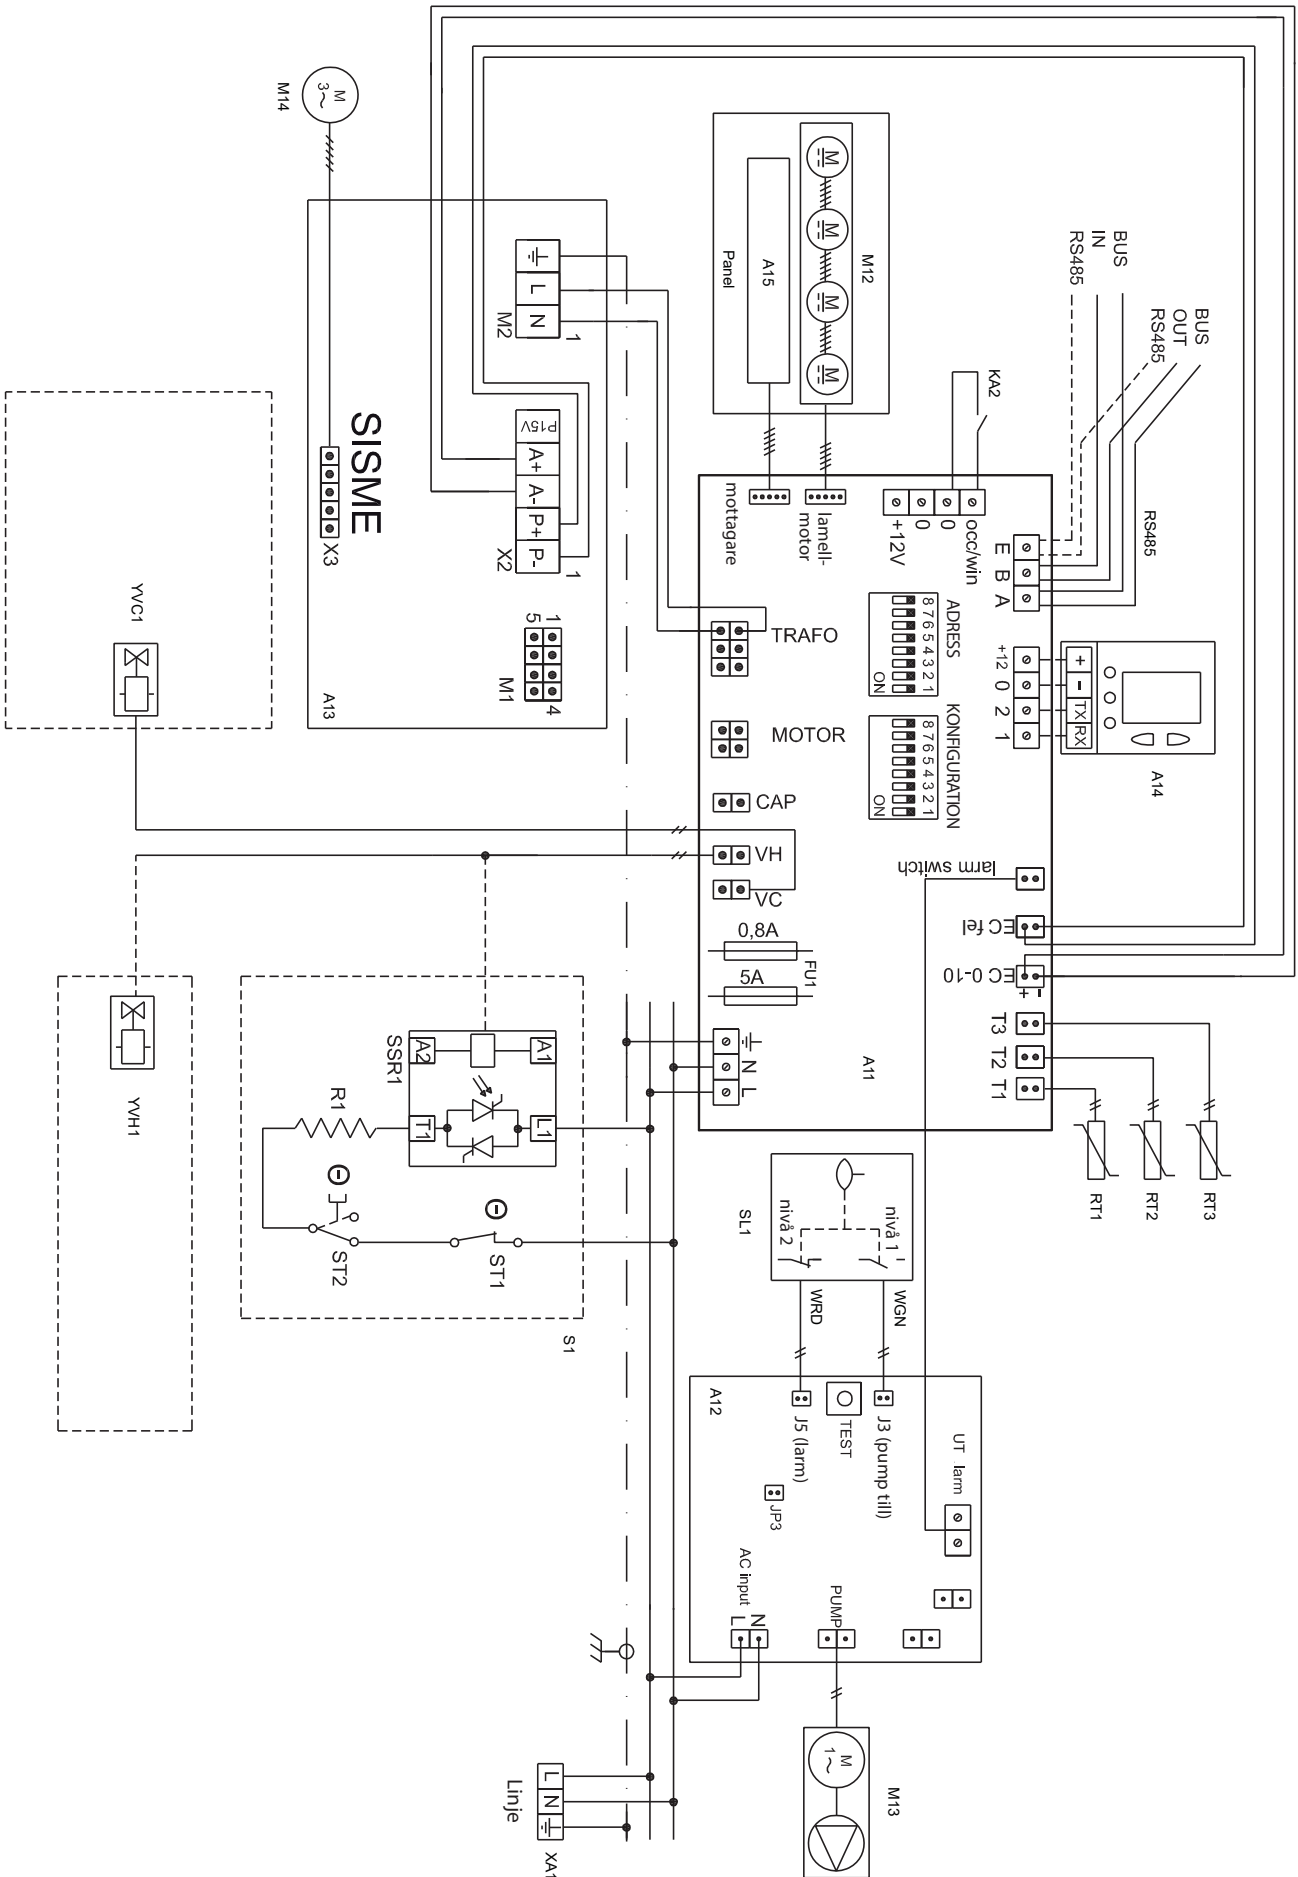 M14
M
3~
M12
M
M
M
M
A15
Panel
BUS
IN
RS485
BUS
OUT
RS485
RS485
KA2
occ/win
0
0
+12V
lamell-
motor
mottagare
E
B
A
ADRESS
8 7 6 5 4 3 2 1
ON
KONFIGURATION
8 7 6 5 4 3 2 1
ON
+12
0
2
1
+
-
TX
RX
A14
TRAFO
MOTOR
CAP
VH
VC
0,8A
5A
FU1
N
L
A11
larm switch
EC fel
EC 0-10
+
-
T3
T2
T1
RT1
RT2
RT3
L
N
M2
1
P15V
A+
A-
P+
P-
X2
1
SISME
X3
1
5
4
M1
A13
YVC1
YVH1
A2
A1
SSR1
T1
L1
R1
ST2
ST1
S1
nivå 1
nivå 2
SL1
WRD
WGN
A12
J5 (larm)
TEST
J3 (pump till)
UT larm
JP3
AC input
L
N
PUMP
M
1~
M13
L
N
Linje
XA1